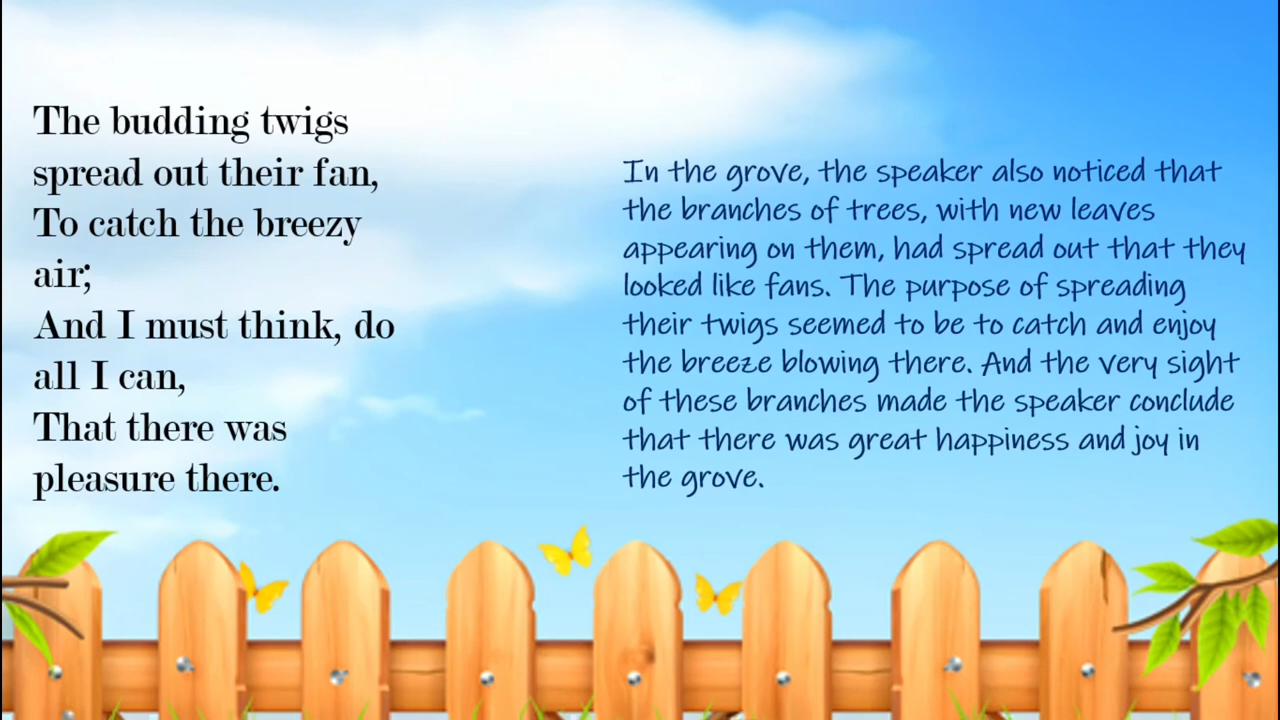 The budding twigs
spread out their fan,
To catch the breezy
air;
And I must think, do
all I can,
That there was
pleasure there.
In the grove, the speaker also noticed that
the branches of trees, with new leaves
appearing on them, had spread out that they
looked like fans. The purpose of spreading
their twigs seemed to be to catch and enjoy
the breeze blowing there. And the very sight
of these branches made the speaker conclude
that there was great happiness and joy in
the grove.